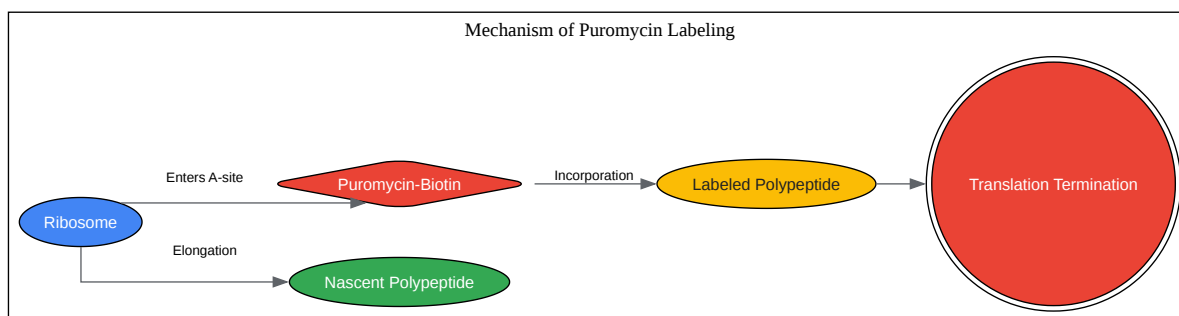 Mechanism of Puromycin Labeling
Enters A-site
Puromycin-Biotin
Incorporation
Labeled Polypeptide
Translation Termination
Ribosome
Elongation
Nascent Polypeptide